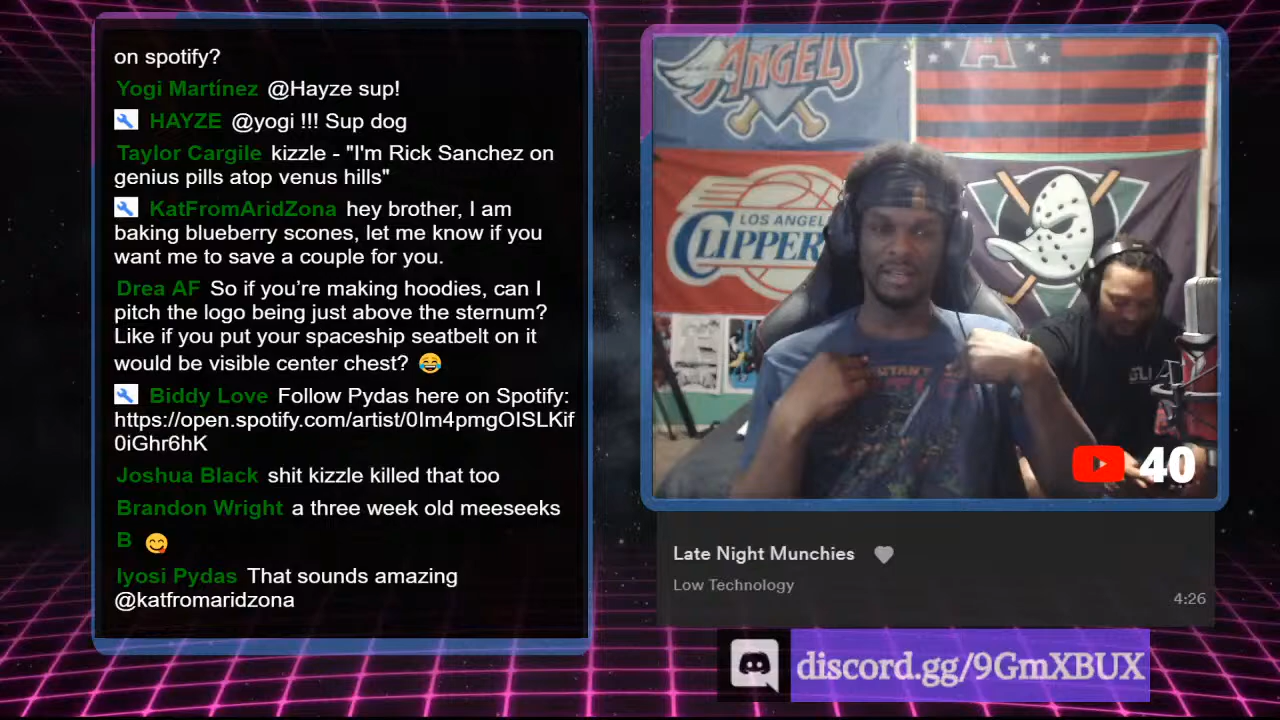 on spotify?
Yogi Martínez @Hayze sup!
HAYZE @yogi !!! Sup dog
Taylor Cargile kizzle - "I'm Rick Sanchez on
genius pills atop venus hills"
KatFromAridZona hey brother, I am
baking blueberry scones, let me know if you
want me to save a couple for you.
Drea AF So if you’re making hoodies, can I
pitch the logo being just above the sternum?
Like if you put your spaceship seatbelt on it
would be visible center chest? 😂
Biddy Love Follow Pydas here on Spotify:
https://open.spotify.com/artist/0Im4pmgOISLKif
0iGhr6hK
Joshua Black shit kizzle killed that too
Brandon Wright a three week old meeseeks
B 😋
Iyosi Pydas That sounds amazing
@katfromaridzona
ANGELS
A
LOS ANGEL
CLIPPER
40
Late Night Munchies
Low Technology
4:26
discord.gg/9GmXBUX